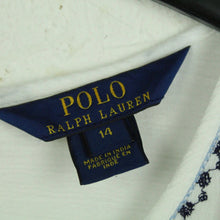 POLO
RALPH LAUREN
14
MADE IN INDIA
FABRIQUÉ EN
INDE